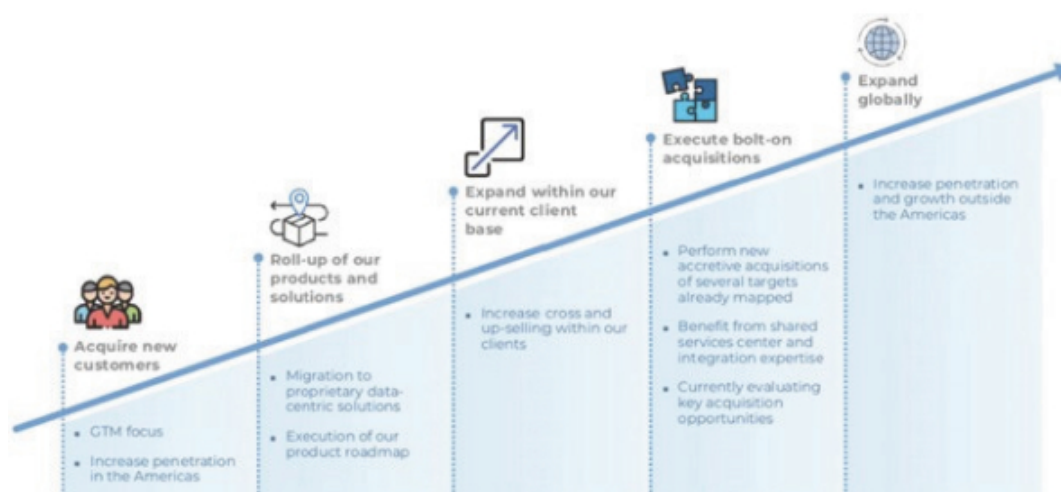 Acquire new
customers
▪ GTM focus
▪ Increase penetration
in the Americas
Roll-up of our
products and
solutions
▪ Migration to
proprietary data-
centric solutions
▪ Execution of our
product roadmap
Expand within our
current client
base
▪ Increase cross and
up-selling within our
clients
Execute bolt-on
acquisitions
▪ Perform new
accretive acquisitions
of several targets
already mapped
▪ Benefit from shared
services center and
integration expertise
▪ Currently evaluating
key acquisition
opportunities
Expand
globally
▪ Increase penetration
and growth outside
the Americas